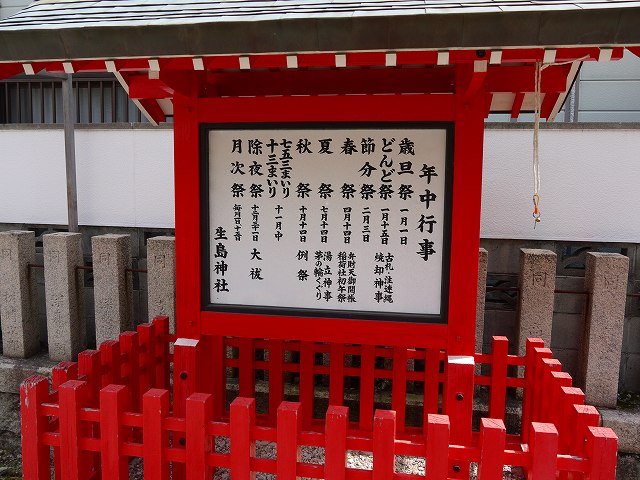 年中行事
歳旦祭 一月一日
どんど祭 一月十五日 古札・注連縄焼却神事
節分祭 二月三日
春祭 四月十四日 弁財天御開帳 稲荷社初午祭
夏祭 七月十四日 湯立神事 茅の輪くぐり
秋祭 十月十四日 例祭
七五三まいり
十三まいり 十一月中
除夜祭 十二月三十一日 大祓
月次祭 毎月一日十五日
生島神社